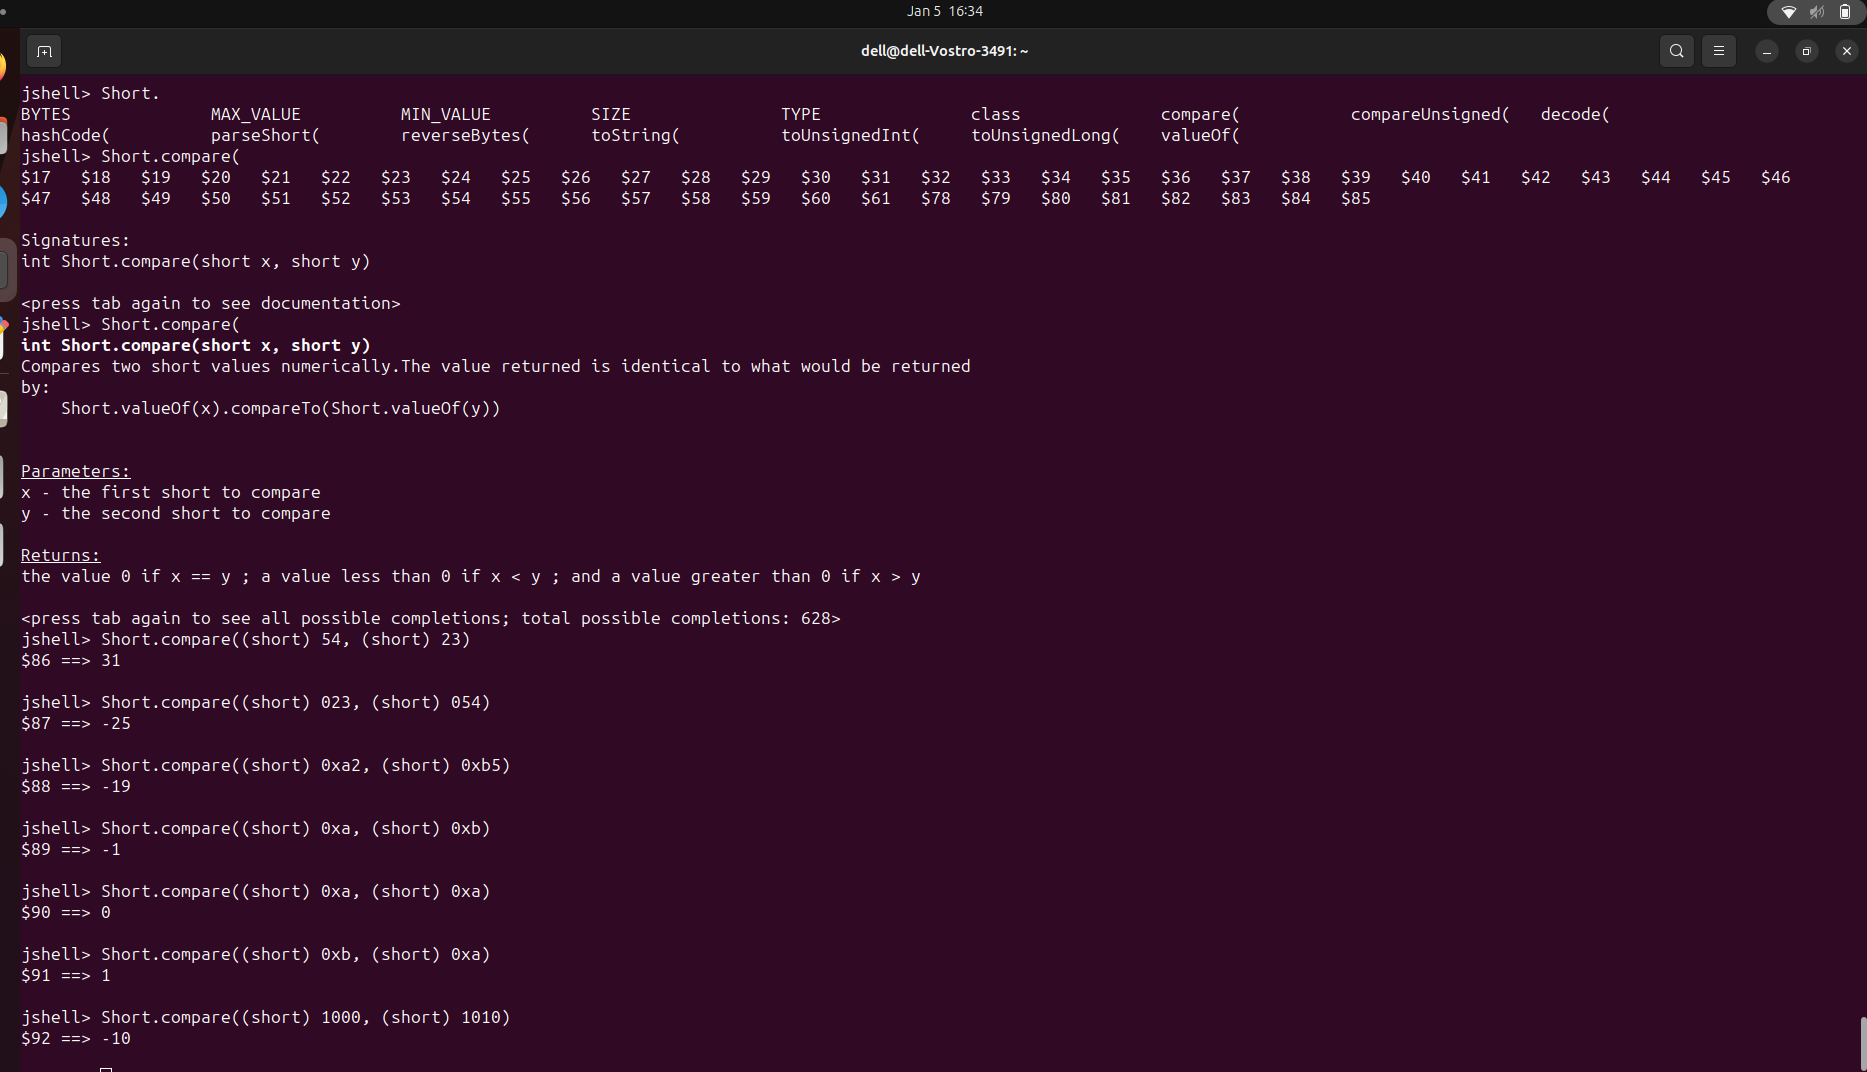 Jan 5 16:34
dell@dell-Vostro-3491: ~
jshell> Short.
BYTES MAX_VALUE MIN_VALUE SIZE TYPE class compare( compareUnsigned( decode(
hashCode( parseShort( reverseBytes( toString( toUnsignedInt( toUnsignedLong( valueOf(
jshell> Short.compare(
$17 $18 $19 $20 $21 $22 $23 $24 $25 $26 $27 $28 $29 $30 $31 $32 $33 $34 $35 $36 $37 $38 $39 $40 $41 $42 $43 $44 $45 $46
$47 $48 $49 $50 $51 $52 $53 $54 $55 $56 $57 $58 $59 $60 $61 $78 $79 $80 $81 $82 $83 $84 $85
Signatures:
int Short.compare(short x, short y)
<press tab again to see documentation>
jshell> Short.compare(
int Short.compare(short x, short y)
Compares two short values numerically.The value returned is identical to what would be returned
by:
Short.valueOf(x).compareTo(Short.valueOf(y))
Parameters:
x - the first short to compare
y - the second short to compare
Returns:
the value 0 if x == y ; a value less than 0 if x < y ; and a value greater than 0 if x > y
<press tab again to see all possible completions; total possible completions: 628>
jshell> Short.compare((short) 54, (short) 23)
$86 ==> 31
jshell> Short.compare((short) 023, (short) 054)
$87 ==> -25
jshell> Short.compare((short) 0xa2, (short) 0xb5)
$88 ==> -19
jshell> Short.compare((short) 0xa, (short) 0xb)
$89 ==> -1
jshell> Short.compare((short) 0xa, (short) 0xa)
$90 ==> 0
jshell> Short.compare((short) 0xb, (short) 0xa)
$91 ==> 1
jshell> Short.compare((short) 1000, (short) 1010)
$92 ==> -10